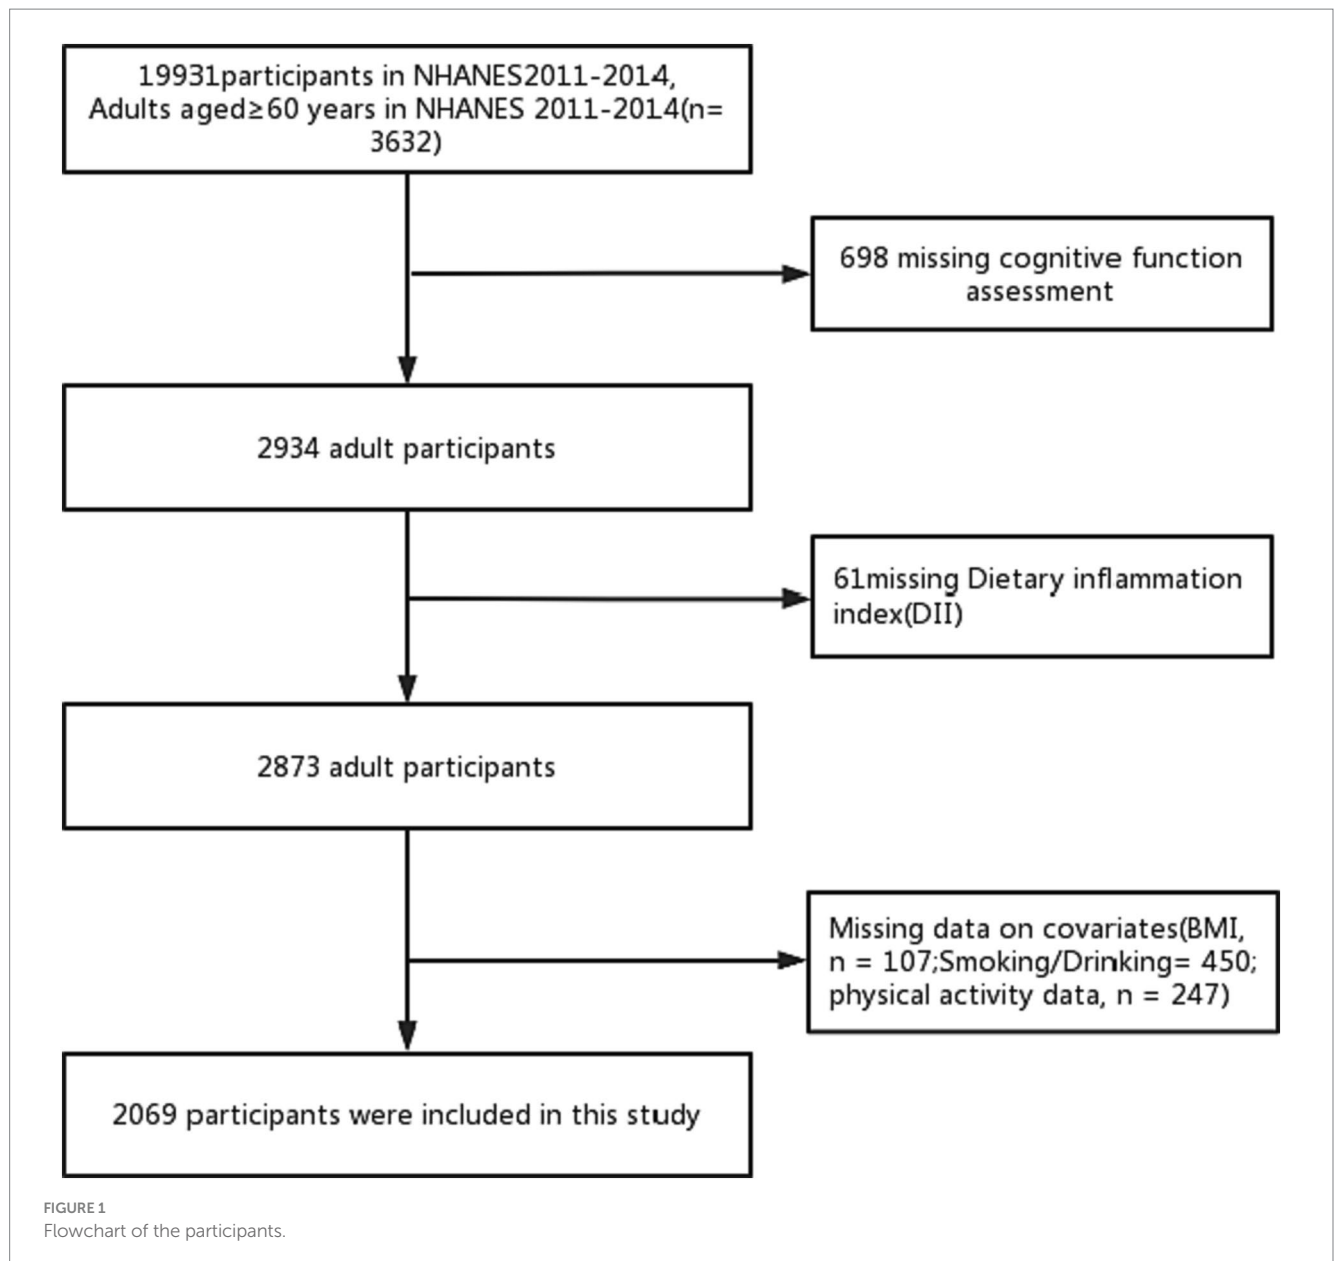 19931participants in NHANES2011-2014,
Adults aged≥60 years in NHANES 2011-2014(n=
3632)
698 missing cognitive function
assessment
2934 adult participants
61missing Dietary inflammation
index(DII)
2873 adult participants
Missing data on covariates(BMI,
n = 107;Smoking/Drinking= 450;
physical activity data, n = 247)
2069 participants were included in this study
FIGURE 1
Flowchart of the participants.